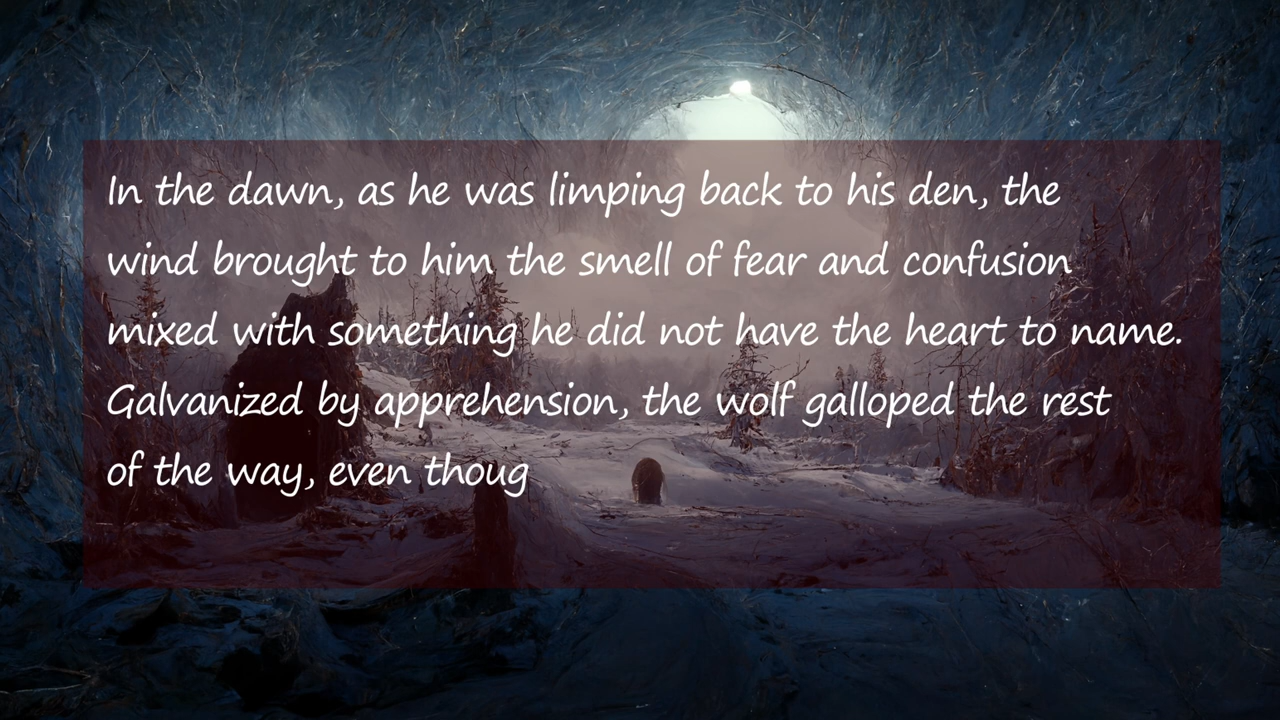 In the dawn, as he was limping back to his den, the
wind brought to him the smell of fear and confusion
mixed with something he did not have the heart to name.
Galvanized by apprehension, the wolf galloped the rest
of the way, even thoug